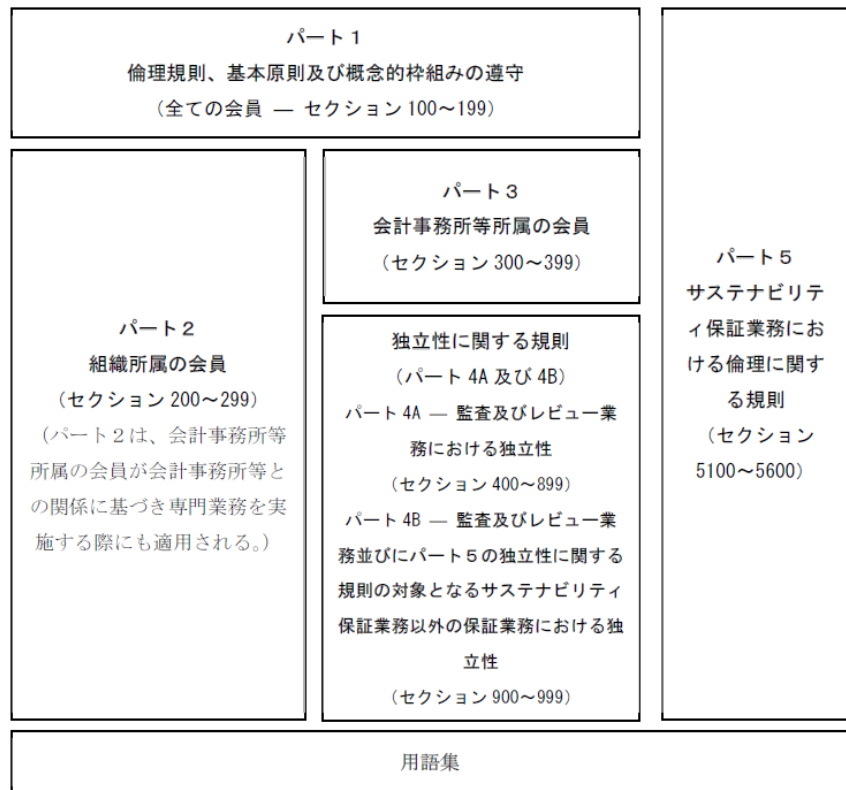 パート1
倫理規則、基本原則及び概念的枠組みの遵守
（全ての会員 ― セクション 100～199）
パート2
組織所属の会員
（セクション 200～299）
（パート２は、会計事務所等
所属の会員が会計事務所等と
の関係に基づき専門業務を実
施する際にも適用される。）
パート3
会計事務所等所属の会員
（セクション 300～399）
独立性に関する規則
（パート 4A 及び 4B）
パート 4A ― 監査及びレビュー業
務における独立性
（セクション 400～899）
パート 4B ― 監査及びレビュー業
務並びにパート５の独立性に関する
規則の対象となるサステナビリティ
保証業務以外の保証業務における独
立性
（セクション 900～999）
パート５
サステナビリテ
ィ保証業務にお
ける倫理に関す
る規則
（セクション
5100～5600）
用語集